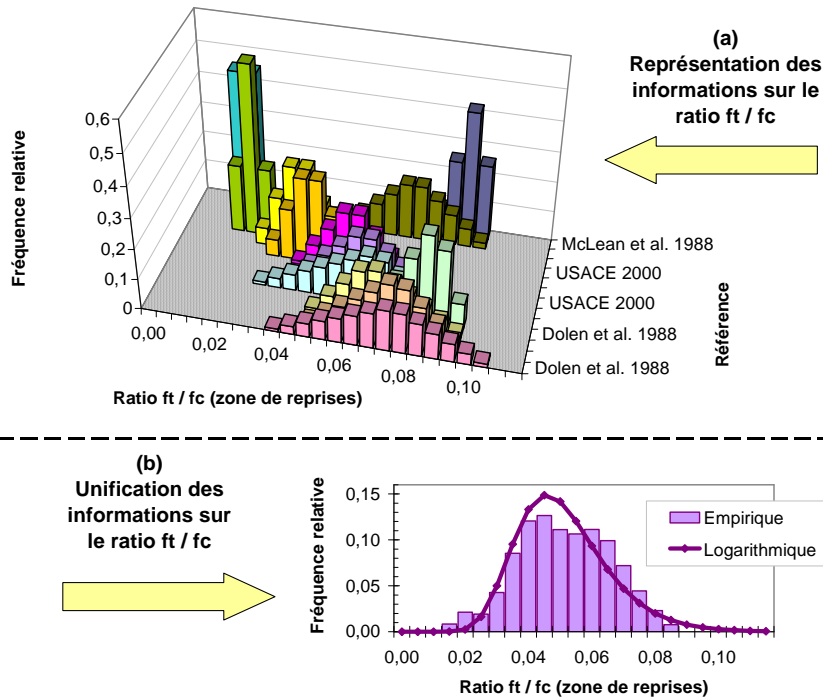 (a)
Représentation des
informations sur le
ratio ft / fc
Fréquence relative
0,6
0,5
0,4
0,3
0,2
0,1
0
0,00
0,02
0,04
0,06
0,08
0,10
Ratio ft / fc (zone de reprises)
McLean et al. 1988
USACE 2000
USACE 2000
Dolen et al. 1988
Dolen et al. 1988
Référence
(b)
Unification des
informations sur
le ratio ft / fc
Fréquence relative
0,15
0,10
0,05
0,00
0,00
0,02
0,04
0,06
0,08
0,10
Ratio ft / fc (zone de reprises)
Empirique
Logarithmique